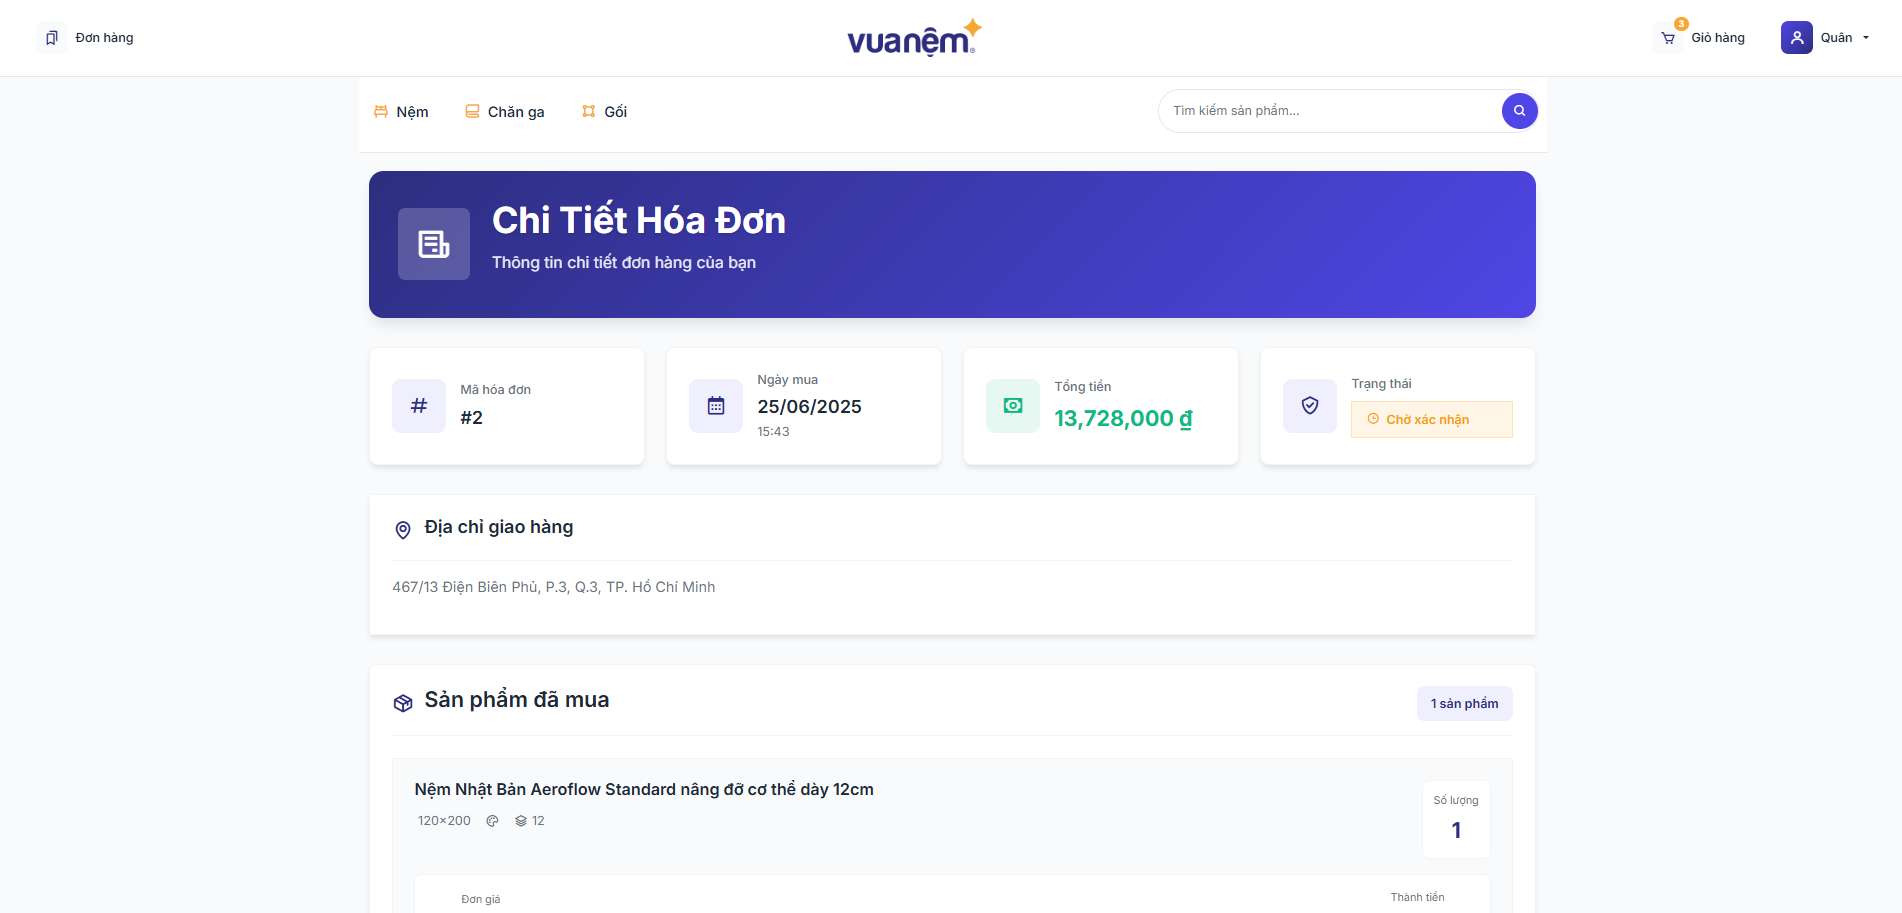 Đơn hàng
vuanệm
3
Giỏ hàng
Quân
Nệm
Chăn ga
Gối
Tìm kiếm sản phẩm...
Chi Tiết Hóa Đơn
Thông tin chi tiết đơn hàng của bạn
Mã hóa đơn
#2
Ngày mua
25/06/2025
15:43
Tổng tiền
13,728,000 ₫
Trạng thái
Chờ xác nhận
Địa chỉ giao hàng
467/13 Điện Biên Phủ, P.3, Q.3, TP. Hồ Chí Minh
Sản phẩm đã mua
1 sản phẩm
Nệm Nhật Bản Aeroflow Standard nâng đỡ cơ thể dày 12cm
120x200
12
Số lượng
1
Đơn giá
Thành tiền